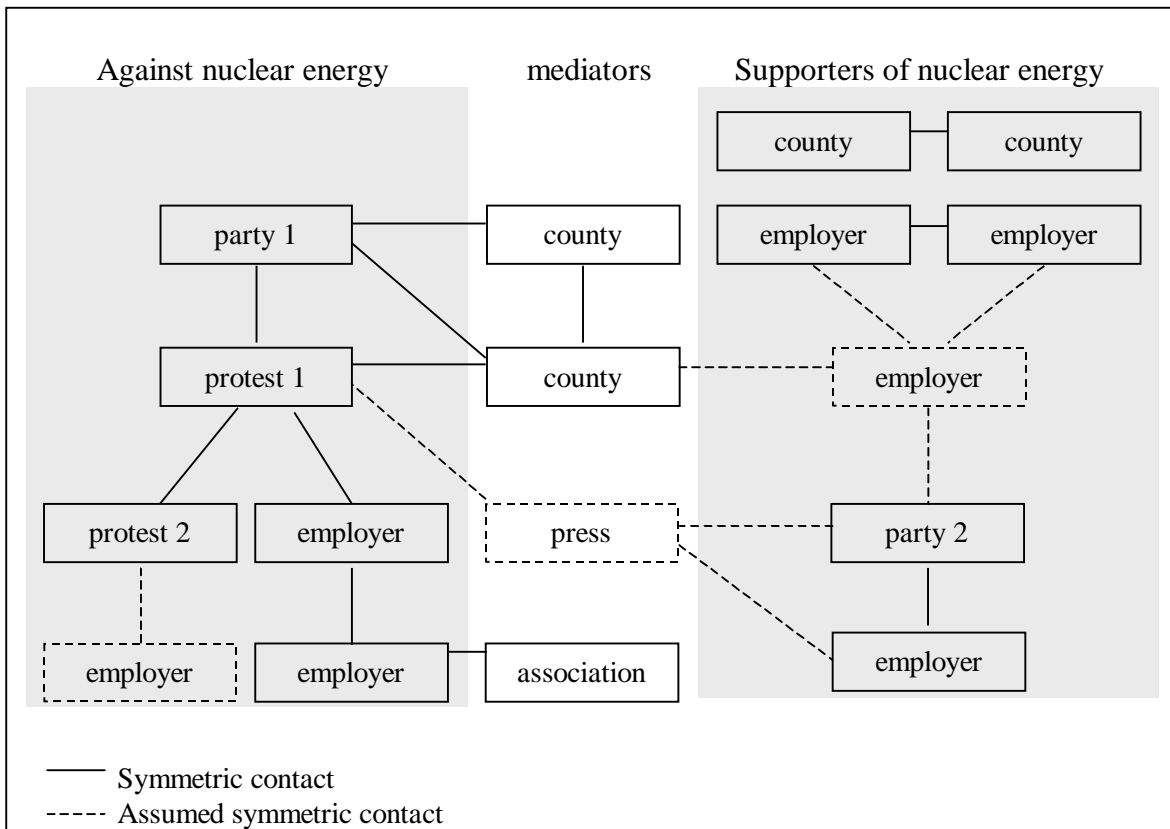 Against nuclear energy mediators Supporters of nuclear energy
county county
party 1 county employer employer
protest 1 county employer
protest 2 employer press party 2
employer employer association employer
Symmetric contact
Assumed symmetric contact